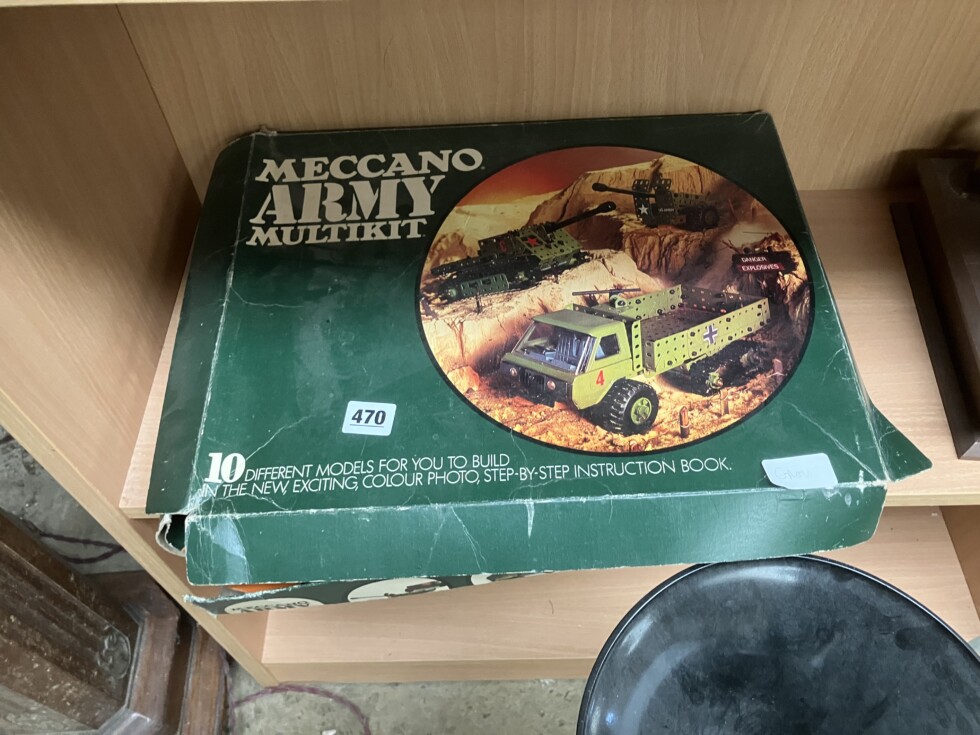 MECCANO
ARMY
MULTIKIT
DANGER
EXPLOSIVES
4
470
10 DIFFERENT MODELS FOR YOU TO BUILD
IN THE NEW, EXCITING, COLOUR PHOTO, STEP-BY-STEP INSTRUCTION BOOK.